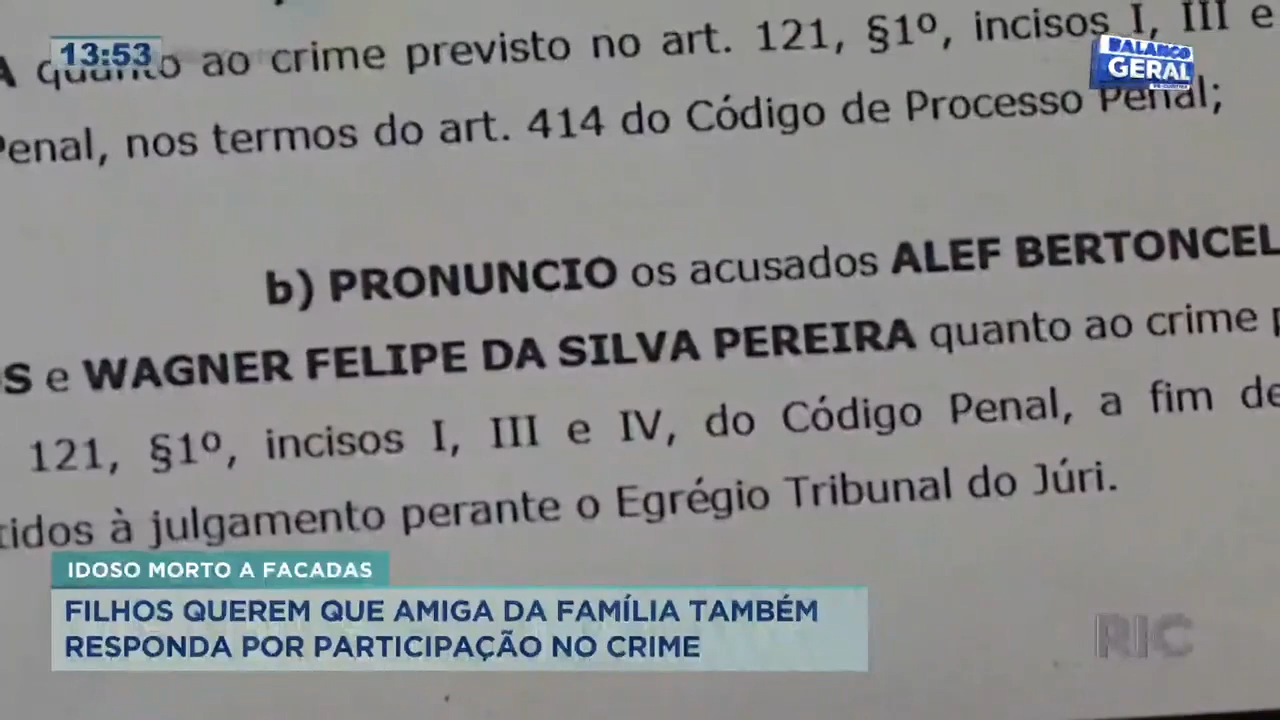 13:53
quanto ao crime previsto no art. 121, §1º, incisos I, III e
BALANÇO
GERAL
Penal, nos termos do art. 414 do Código de Processo Penal;
b) PRONUNCIO os acusados ALEF BERTONCEL
OS e WAGNER FELIPE DA SILVA PEREIRA quanto ao crime p
121, §1º, incisos I, III e IV, do Código Penal, a fim de
tidos à julgamento perante o Egrégio Tribunal do Júri.
IDOSO MORTO A FACADAS
FILHOS QUEREM QUE AMIGA DA FAMÍLIA TAMBÉM
RESPONDA POR PARTICIPAÇÃO NO CRIME
RIC